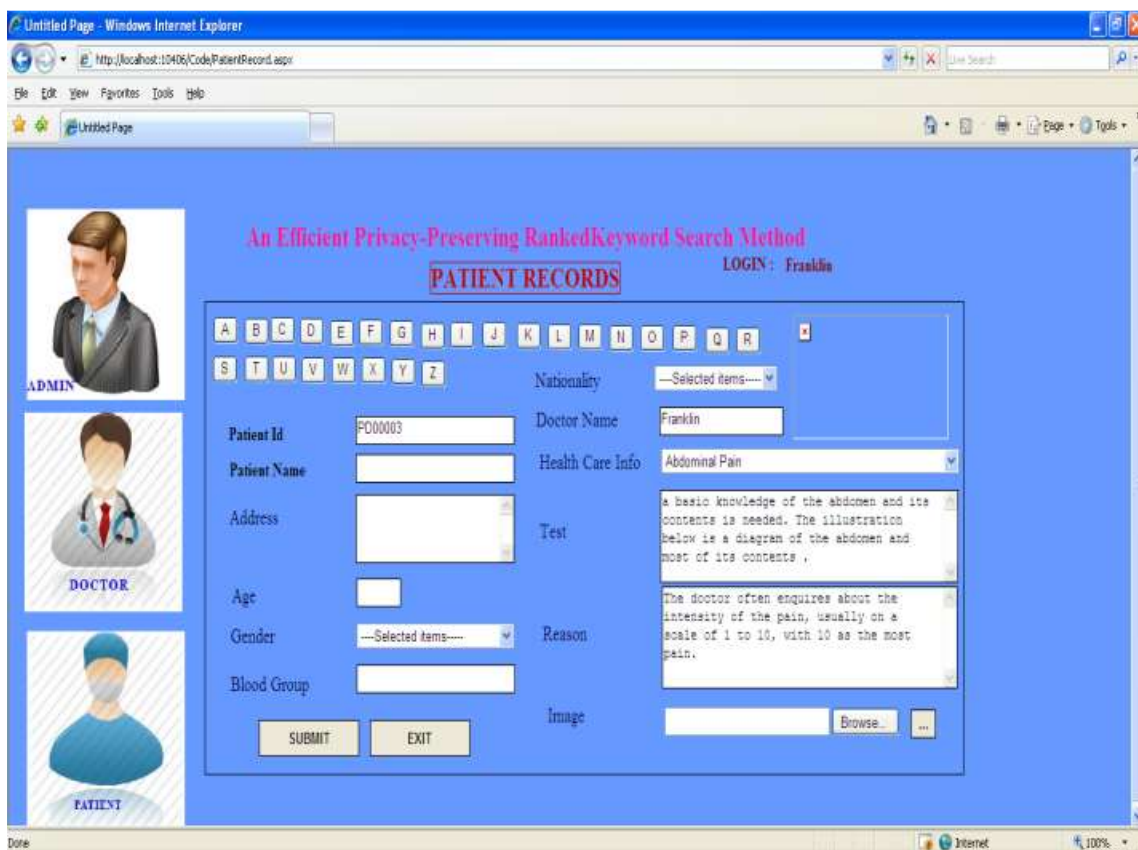 Untitled Page - Windows Internet Explorer
http://localhost:10406/Code/PatientRecord.aspx
Live Search
File Edit View Favorites Tools Help
Untitled Page
Page Tools
An Efficient Privacy-Preserving RankedKeyword Search Method
LOGIN : Franklin
PATIENT RECORDS
A B C D E F G H I J K L M N O P Q R
S T U V W X Y Z
ADMIN
DOCTOR
PATIENT
Patient Id PD00003
Patient Name
Address
Age
Gender ----Selected items-----
Blood Group
SUBMIT EXIT
Nationality ----Selected items-----
Doctor Name Franklin
Health Care Info Abdominal Pain
Test
a basic knowledge of the abdomen and its
contents is needed. The illustration
below is a diagram of the abdomen and
most of its contents .
Reason
The doctor often enquires about the
intensity of the pain, usually on a
scale of 1 to 10, with 10 as the most
pain.
Image Browse... ...
Done Internet 100%